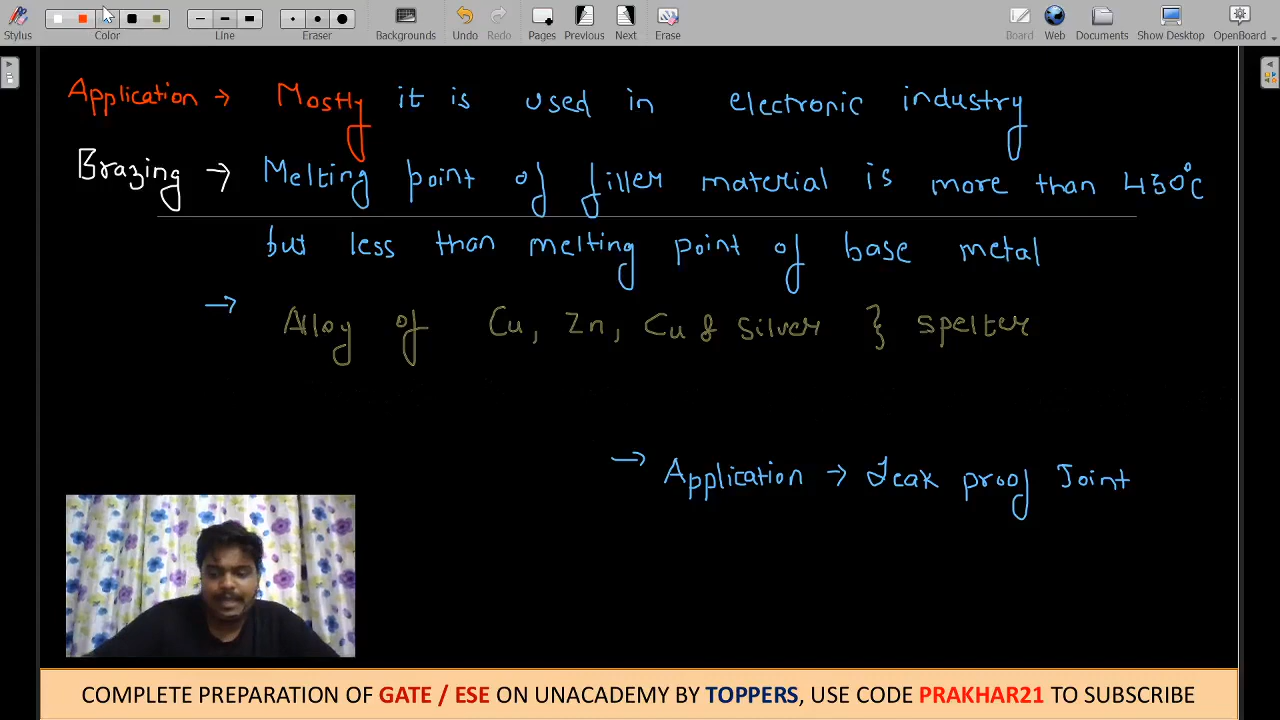 Stylus
Color
Line
Eraser
Backgrounds
Undo
Redo
Pages
Previous
Next
Erase
Board
Web
Documents
Show Desktop
OpenBoard
Application → Mostly it is used in electronic industry
Brazing → Melting point of filler material is more than 430°C
but less than melting point of base metal
→ Alloy of Cu, Zn, Cu & Silver } spelter
→ Application → Leak proof Joint
COMPLETE PREPARATION OF GATE / ESE ON UNACADEMY BY TOPPERS, USE CODE PRAKHAR21 TO SUBSCRIBE